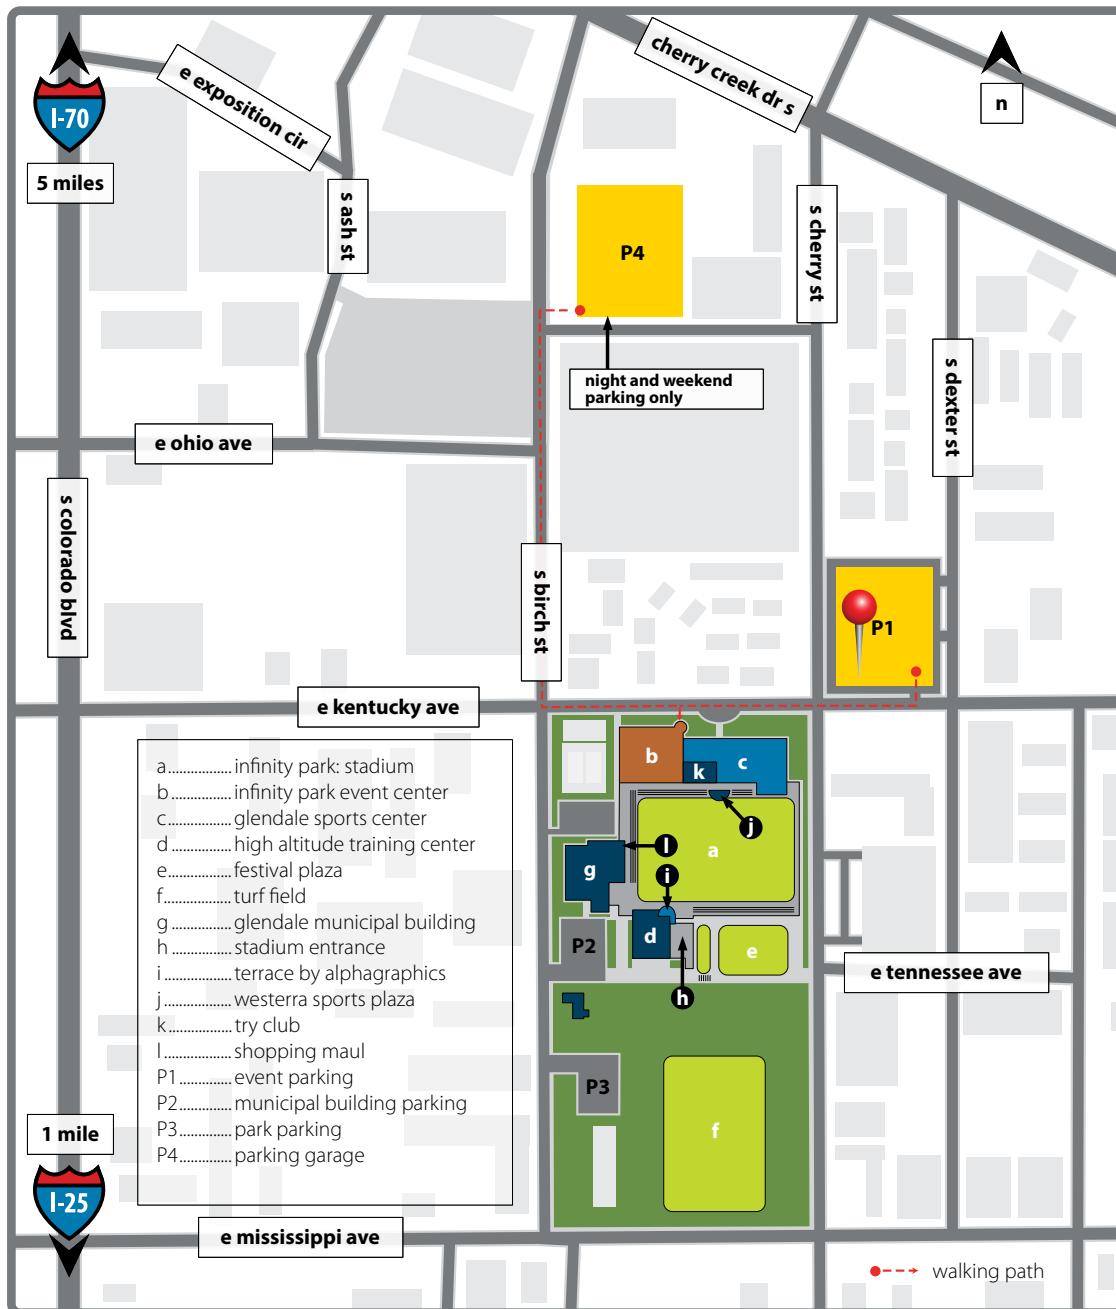 cherry creek dr s
e exposition cir
I-70
n
5 miles
s ash st
s cherry st
P4
night and weekend
parking only
s dexter st
e ohio ave
s colorado blvd
s birch st
P1
e kentucky ave
a................infinity park: stadium
b................infinity park event center
c................glendale sports center
d................high altitude training center
e................festival plaza
f................turf field
g................glendale municipal building
h................stadium entrance
i................terrace by alphagraphics
j................westerra sports plaza
k................try club
l................shopping maul
P1..............event parking
P2..............municipal building parking
P3..............park parking
P4..............parking garage
b
c
k
j
a
l
g
i
d
P2
e
h
e tennessee ave
P3
f
1 mile
I-25
e mississippi ave
walking path